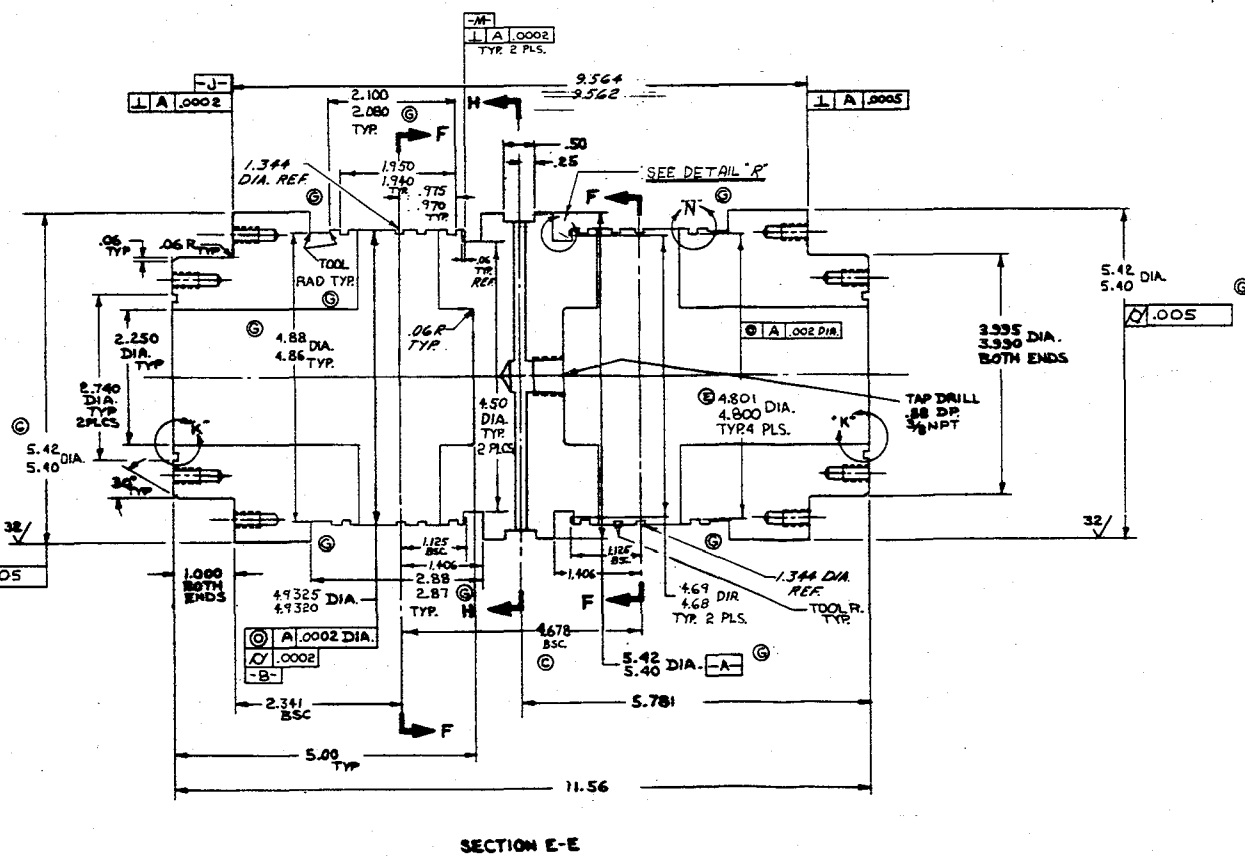 -M-
⊥ A .0002
TYP. 2 PLS.
-J-
⊥ A .0002
9.564
9.562
⊥ A .0005
2.100
2.080
TYP.
G
H
F
.50
.25
1.344
DIA. REF.
G
1.950
1.940
TYP.
.975
.970
TYP.
SEE DETAIL "R"
F
"N"
G
.06
TYP
.06 R TYP
TOOL
RAD TYP.
G
.06
TYP.
REF.
5.42
5.40 DIA.
⌭ .005
G
2.250
DIA.
TYP
G
4.88
4.86 DIA.
TYP.
.06R
TYP.
◎ A .002 DIA.
3.995
3.990 DIA.
BOTH ENDS
2.740
DIA.
TYP
2 PLCS
4.50
DIA.
TYP.
2 PLCS
E 4.801
4.800 DIA.
TYP. 4 PLS.
TAP DRILL
.88 DP.
3/8 NPT
G
5.42
5.40 DIA.
"K"
"K"
30°
TYP
32
32
05
G
1.125
BSC.
1.406
1.125
BSC.
1.406
G
1.000
BOTH
ENDS
2.88
2.87
TYP.
G
4.9325
4.9320 DIA.
H
F
4.69
4.68 DIA
TYP. 2 PLS.
1.344 DIA.
REF.
TOOL R.
TYP.
◎ A .0002 DIA.
⌭ .0002
-B-
4.678
BSC.
C
5.42
5.40 DIA. -A-
G
2.341
BSC
5.781
F
5.00
TYP
11.56
SECTION E-E